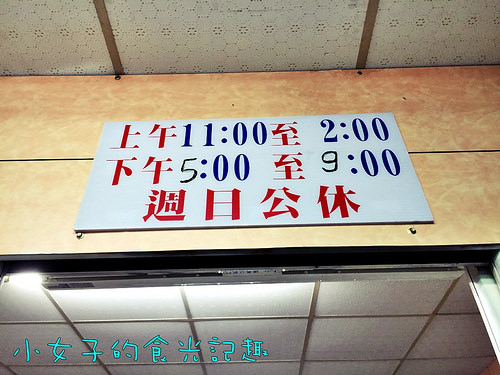 上午11:00至 2:00
下午5:00 至 9:00
週日公休
小女子的食光記趣